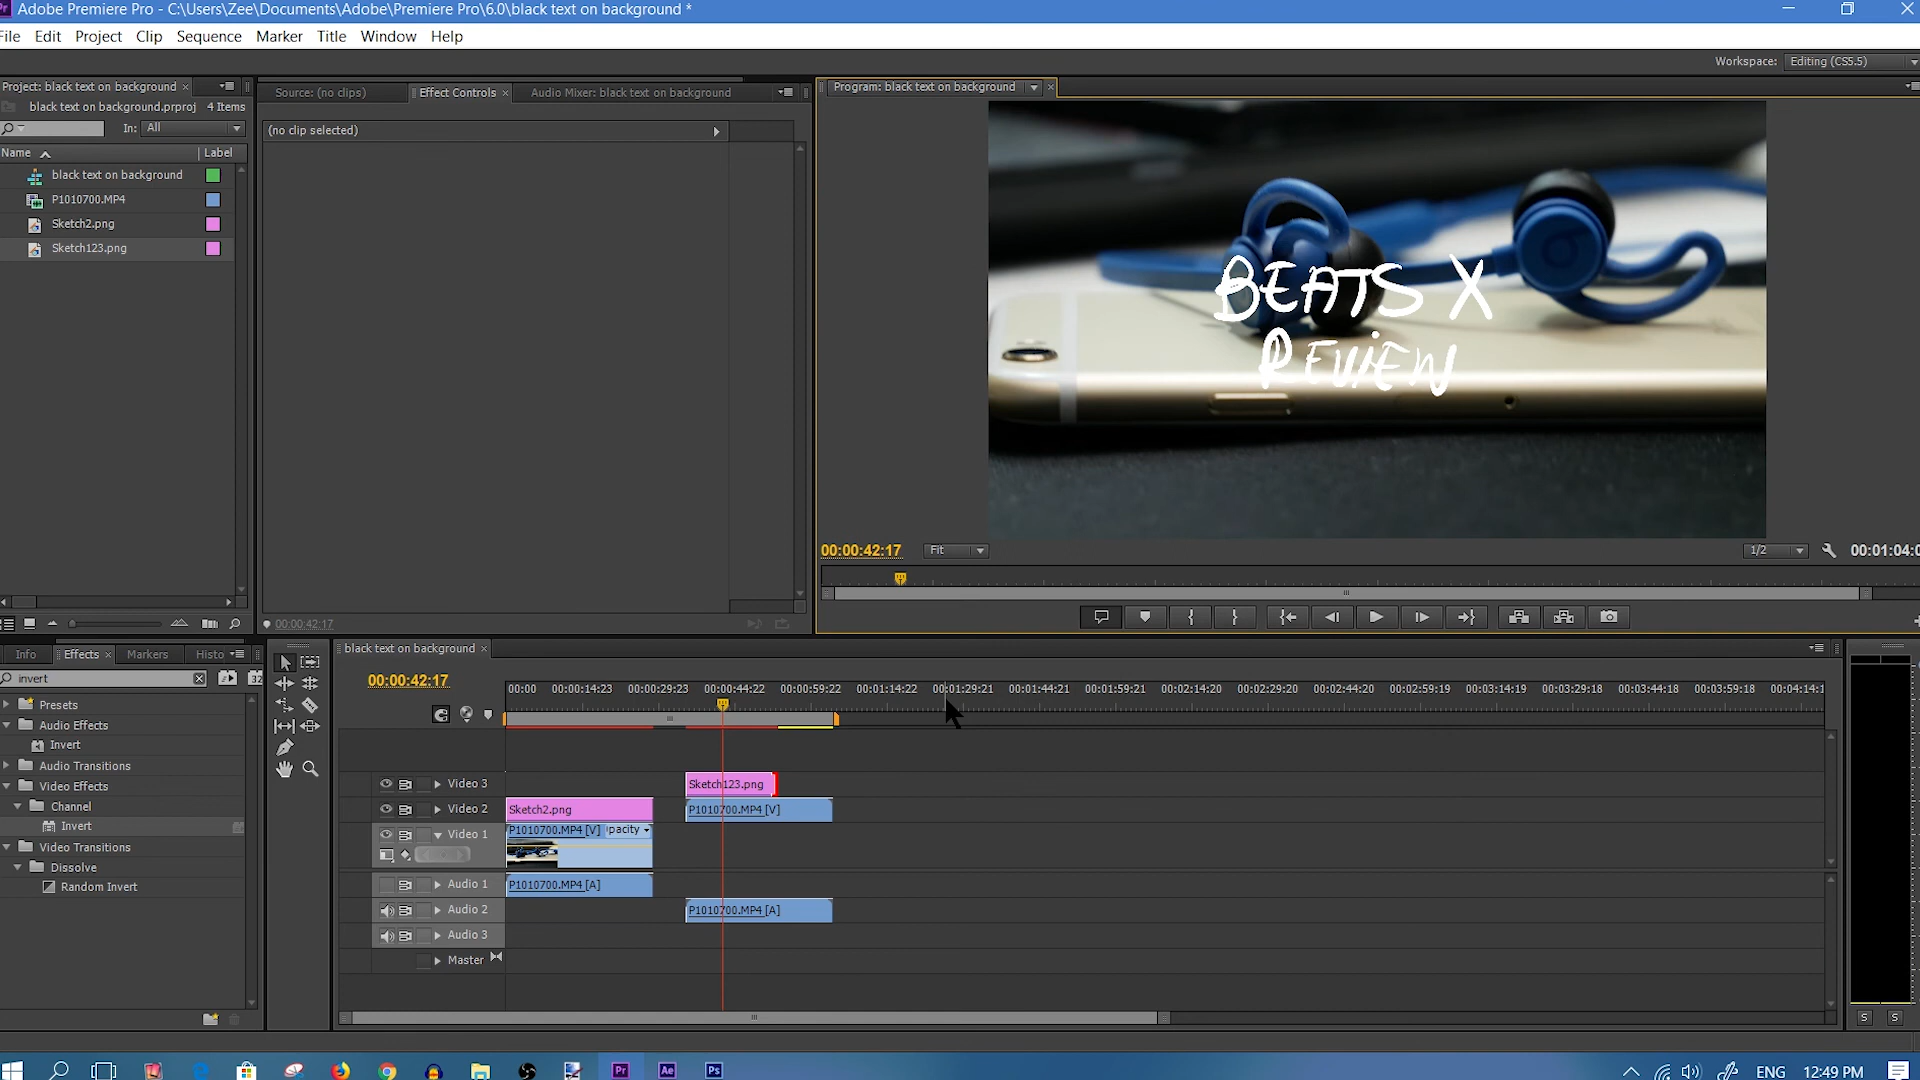 Adobe Premiere Pro - C:\Users\Zee\Documents\Adobe\Premiere Pro\6.0\black text on background *
File Edit Project Clip Sequence Marker Title Window Help
Workspace: Editing (CS5.5)
Project: black text on background
Source: (no clips) Effect Controls Audio Mixer: black text on background
Program: black text on background
black text on background.prproj 4 Items
In: All
(no clip selected)
Name Label
black text on background
P1010700.MP4
Sketch2.png
Sketch123.png
BEATS X
REVIEW
00:00:42:17 Fit 1/2 00:01:04:0
00:00:42:17
Info Effects Markers Histo
black text on background
invert 32
00:00:42:17
00:00 00:00:14:23 00:00:29:23 00:00:44:22 00:00:59:22 00:01:14:22 00:01:29:21 00:01:44:21 00:01:59:21 00:02:14:20 00:02:29:20 00:02:44:20 00:02:59:19 00:03:14:19 00:03:29:18 00:03:44:18 00:03:59:18 00:04:14:1
Presets
Audio Effects
Invert
Audio Transitions
Video Effects
Channel
Invert
Video Transitions
Dissolve
Random Invert
Video 3 Sketch123.png
Video 2 Sketch2.png P1010700.MP4 [V]
Video 1 P1010700.MP4 [V] pacity
Audio 1 P1010700.MP4 [A]
Audio 2 P1010700.MP4 [A]
Audio 3
Master
S S
Pr Ae Ps
ENG 12:49 PM